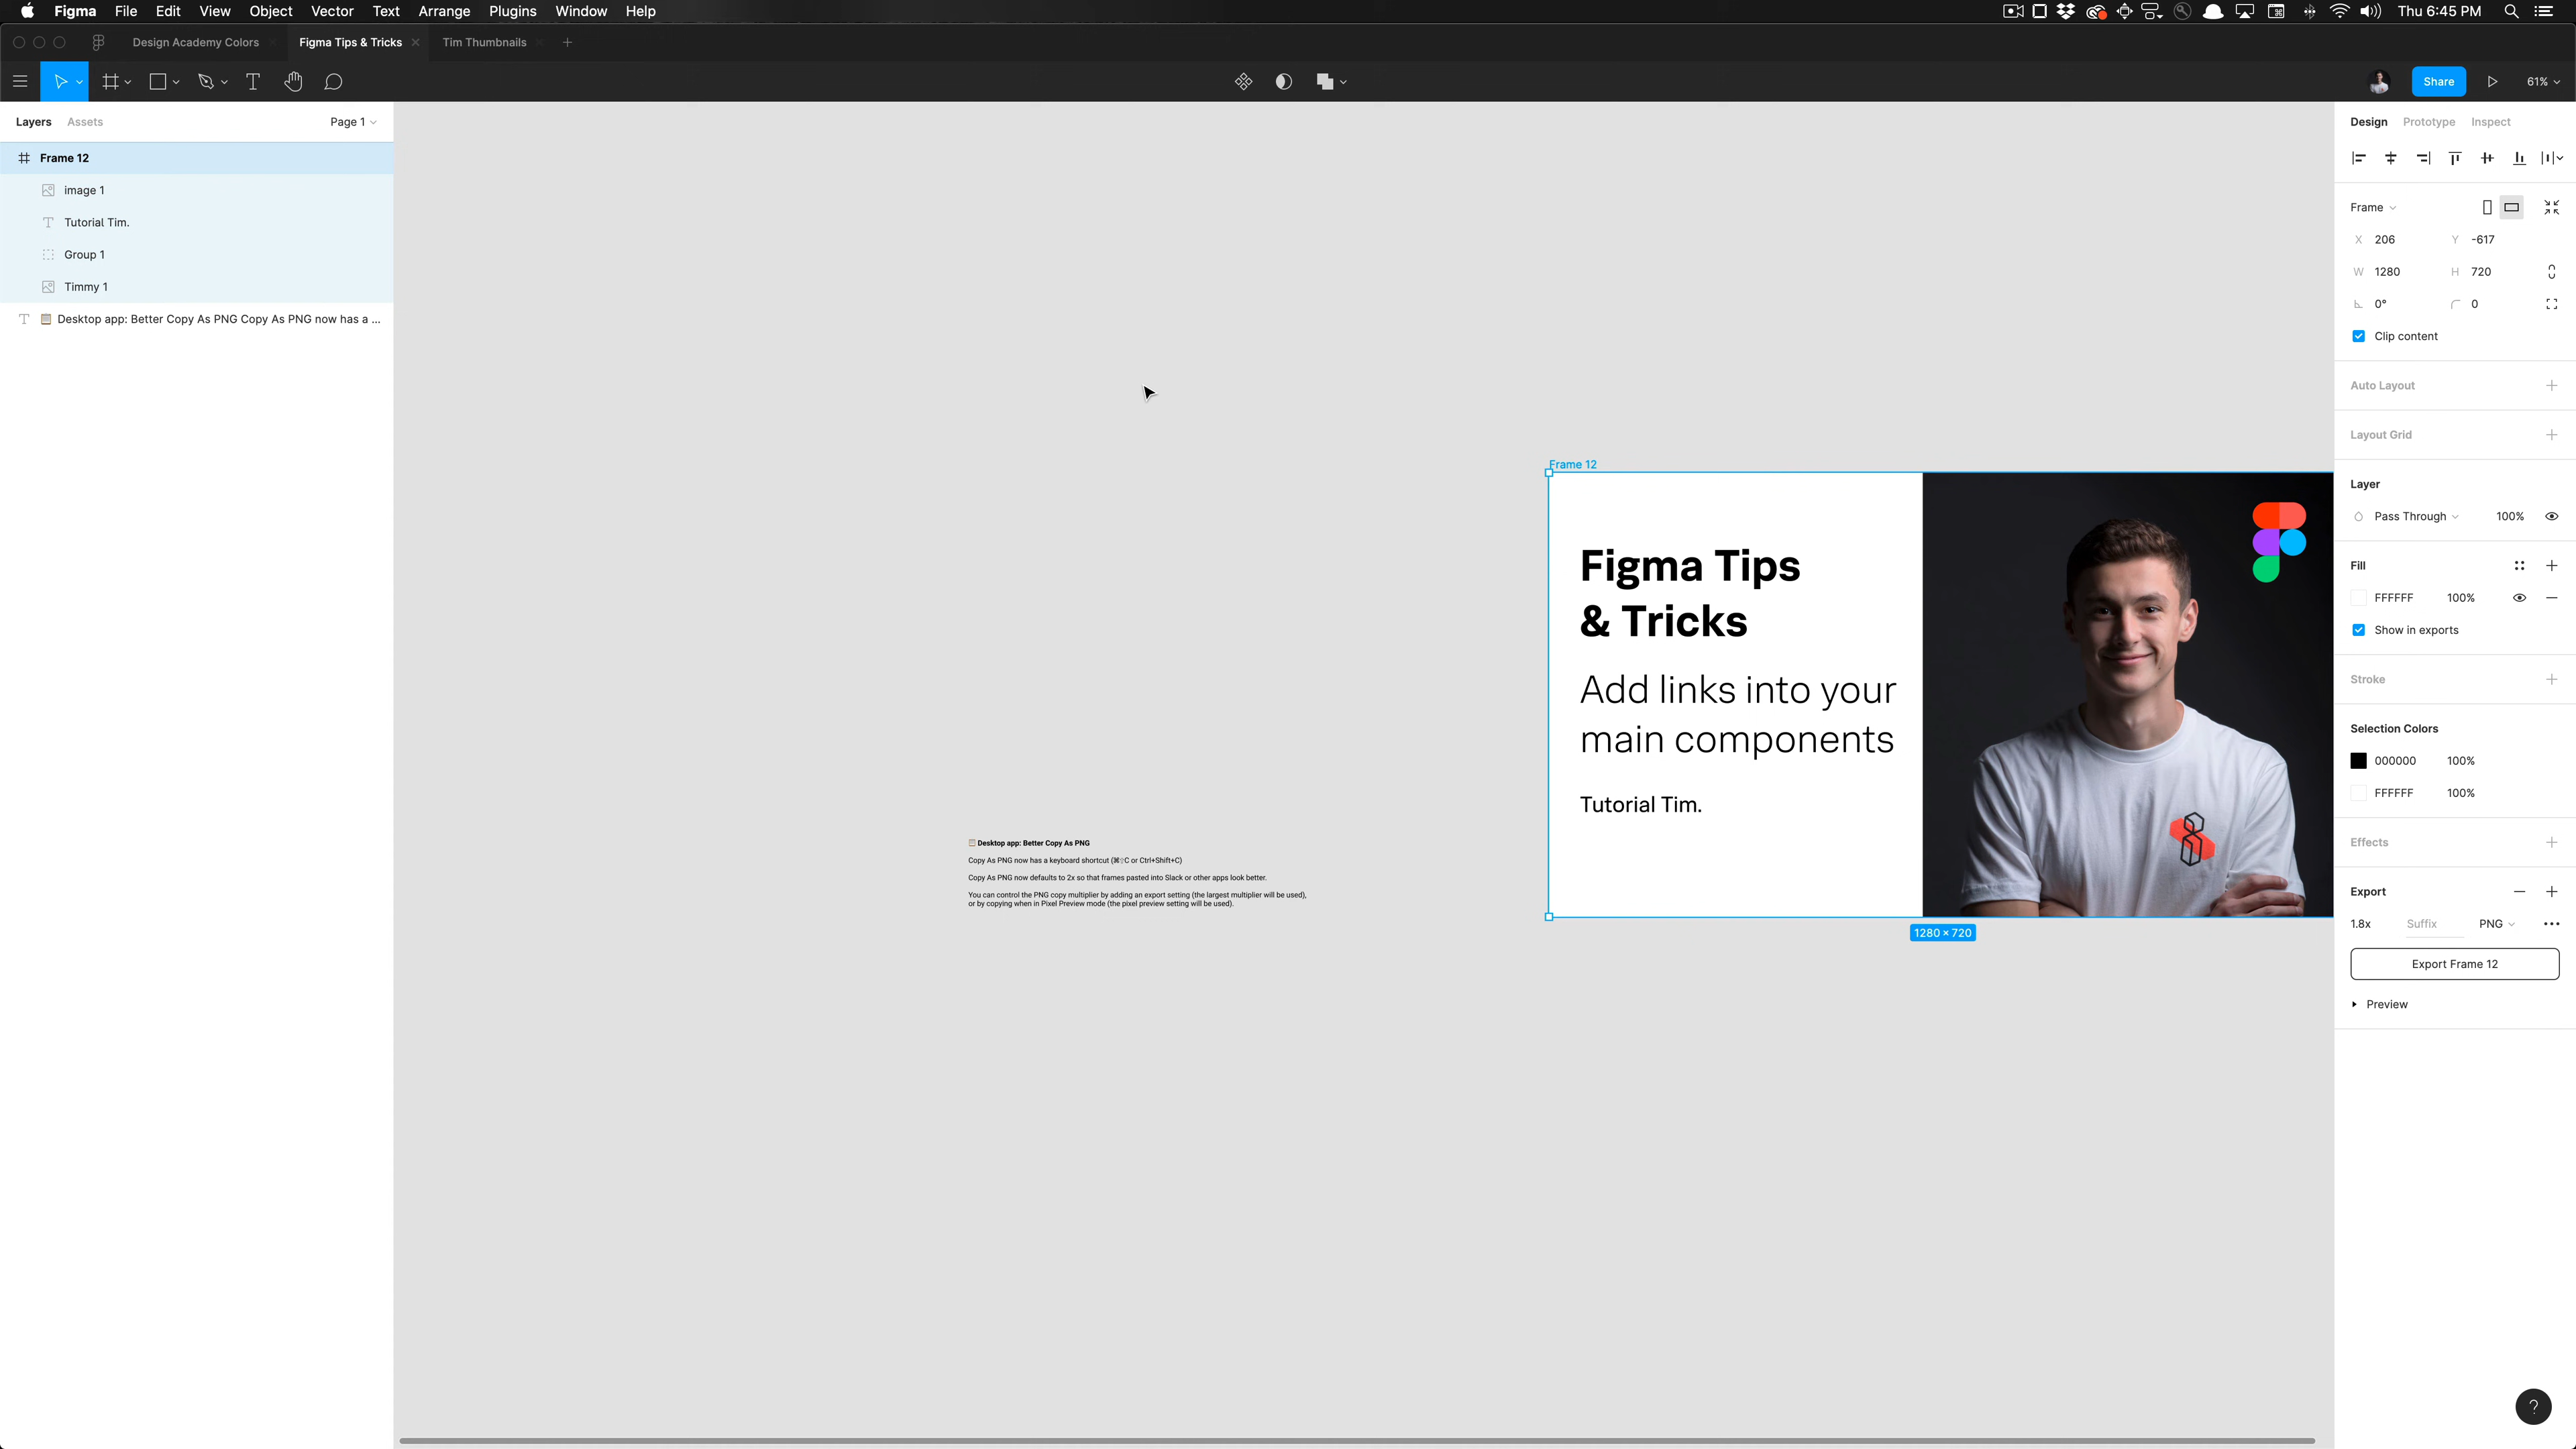 Figma File Edit View Object Vector Text Arrange Plugins Window Help Thu 6:45 PM
Design Academy Colors Figma Tips & Tricks Tim Thumbnails
Share 61%
Layers Assets Page 1
Frame 12
image 1
Tutorial Tim.
Group 1
Timmy 1
Desktop app: Better Copy As PNG Copy As PNG now has a ...
Desktop app: Better Copy As PNG
Copy As PNG now has a keyboard shortcut (⌘⇧C or Ctrl+Shift+C)
Copy As PNG now defaults to 2x so that frames pasted into Slack or other apps look better.
You can control the PNG copy multiplier by adding an export setting (the largest multiplier will be used),
or by copying when in Pixel Preview mode (the pixel preview setting will be used).
Frame 12
Figma Tips
& Tricks
Add links into your
main components
Tutorial Tim.
1280 × 720
Design Prototype Inspect
Frame
X 206 Y -617
W 1280 H 720
0° 0
Clip content
Auto Layout
Layout Grid
Layer
Pass Through 100%
Fill
FFFFFF 100%
Show in exports
Stroke
Selection Colors
000000 100%
FFFFFF 100%
Effects
Export
1.8x Suffix PNG
Export Frame 12
Preview
?